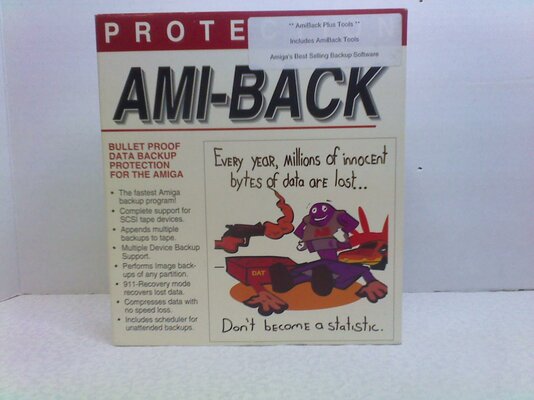 PROTEC N
** AmiBack Plus Tools **
Includes AmiBack Tools
Amiga's Best Selling Backup Software
AMI-BACK
BULLET PROOF
DATA BACKUP
PROTECTION
FOR THE AMIGA
• The fastest Amiga
backup program!
• Complete support for
SCSI tape devices.
• Appends multiple
backups to tape.
• Multiple Device Backup
Support.
• Performs Image back-
ups of any partition.
• 911-Recovery mode
recovers lost data.
• Compresses data with
no speed loss.
• Includes scheduler for
unattended backups.
Every year, millions of innocent
bytes of data are lost...
DAT
Don't become a statistic.